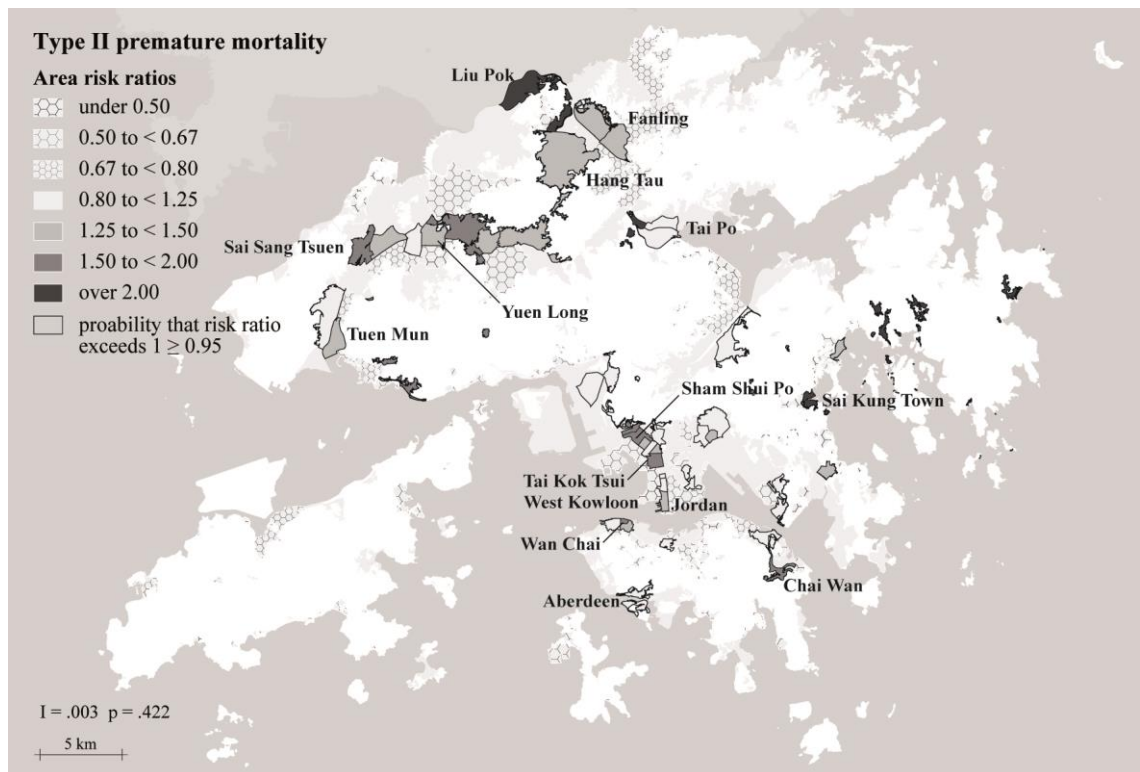 Type II premature mortality
Area risk ratios
under 0.50
0.50 to < 0.67
0.67 to < 0.80
0.80 to < 1.25
1.25 to < 1.50
1.50 to < 2.00
over 2.00
proability that risk ratio
exceeds 1 ≥ 0.95
Liu Pok
Fanling
Hang Tau
Tai Po
Sai Sang Tsuen
Yuen Long
Tuen Mun
Sham Shui Po
Sai Kung Town
Tai Kok Tsui
West Kowloon
Jordan
Wan Chai
Chai Wan
Aberdeen
I = .003 p = .422
5 km